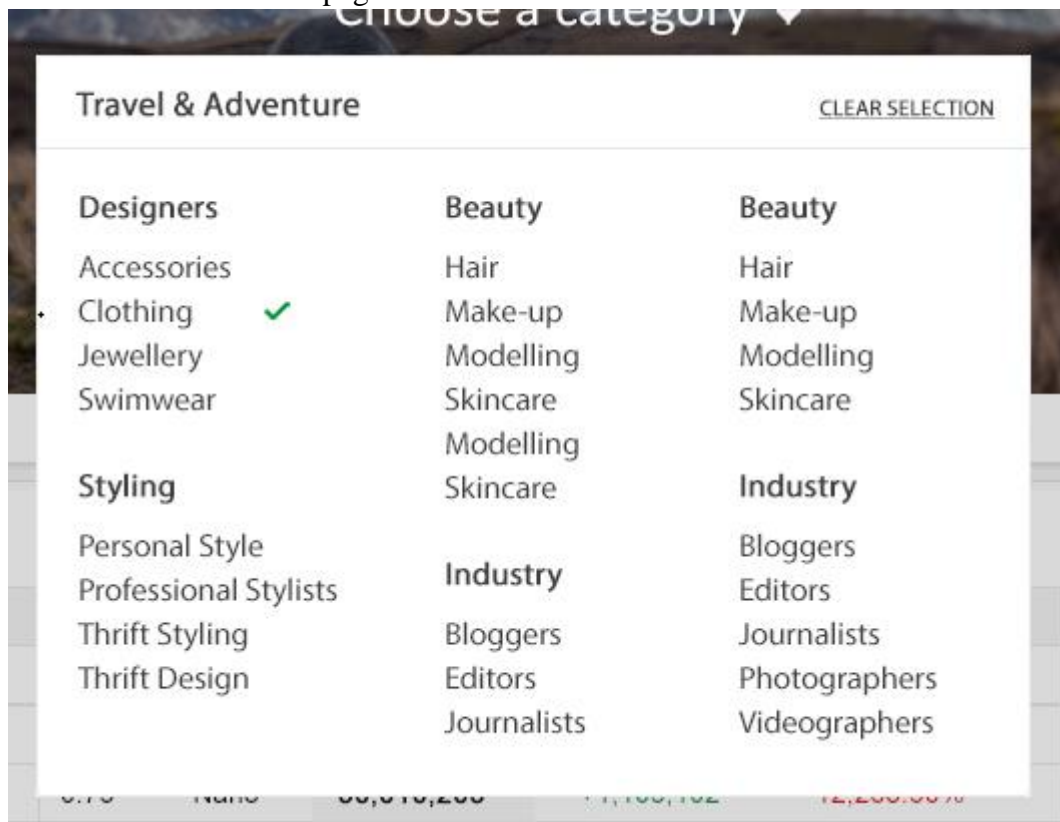 Choose a category
Travel & Adventure
CLEAR SELECTION
Designers
Accessories
Clothing
Jewellery
Swimwear
Styling
Personal Style
Professional Stylists
Thrift Styling
Thrift Design
Beauty
Hair
Make-up
Modelling
Skincare
Modelling
Skincare
Industry
Bloggers
Editors
Journalists
Beauty
Hair
Make-up
Modelling
Skincare
Industry
Bloggers
Editors
Journalists
Photographers
Videographers